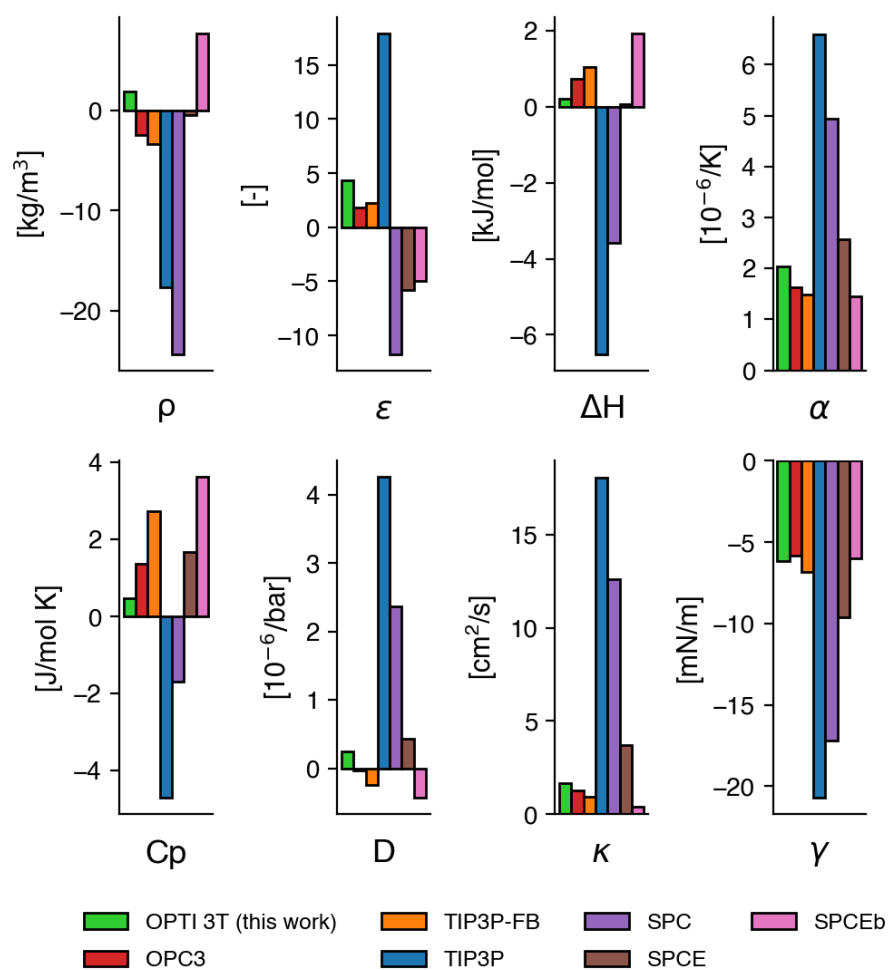 [kg/m³]
0
−10
−20
ρ
[-]
15
10
5
0
−5
−10
ε
[kJ/mol]
2
0
−2
−4
−6
ΔH
[10⁻⁶/K]
6
5
4
3
2
1
0
α
[J/mol K]
4
2
0
−2
−4
Cp
[10⁻⁶/bar]
4
3
2
1
0
D
[cm²/s]
15
10
5
0
κ
[mN/m]
0
−5
−10
−15
−20
γ
OPTI 3T (this work) TIP3P-FB SPC SPCEb
OPC3 TIP3P SPCE